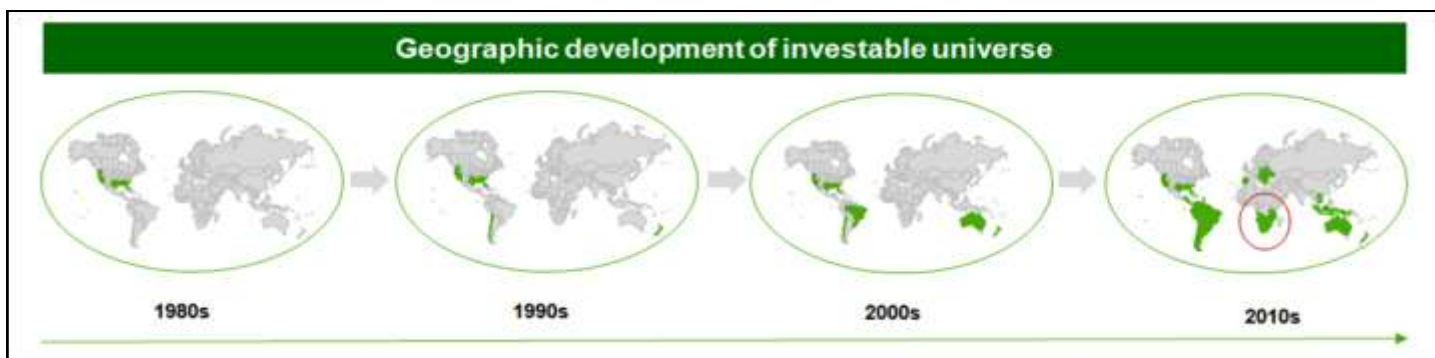 Geographic development of investable universe
1980s
1990s
2000s
2010s